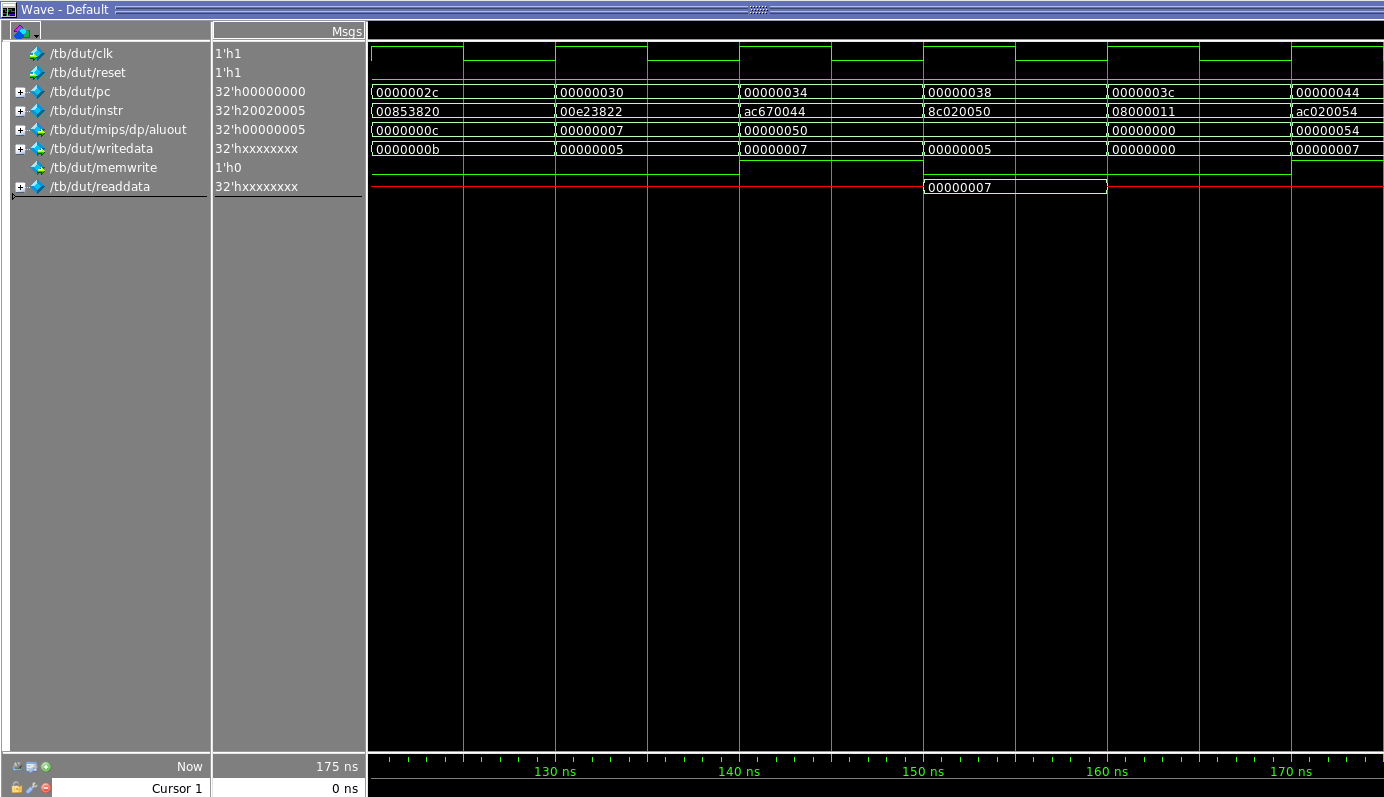 Wave - Default
Msgs
/tb/dut/clk 1'h1
/tb/dut/reset 1'h1
/tb/dut/pc 32'h00000000 0000002c 00000030 00000034 00000038 0000003c 00000044
/tb/dut/instr 32'h20020005 00853820 00e23822 ac670044 8c020050 08000011 ac020054
/tb/dut/mips/dp/aluout 32'h00000005 0000000c 00000007 00000050 00000000 00000054
/tb/dut/writedata 32'hxxxxxxxx 0000000b 00000005 00000007 00000005 00000000 00000007
/tb/dut/memwrite 1'h0
/tb/dut/readdata 32'hxxxxxxxx 00000007
Now 175 ns 130 ns 140 ns 150 ns 160 ns 170 ns
Cursor 1 0 ns